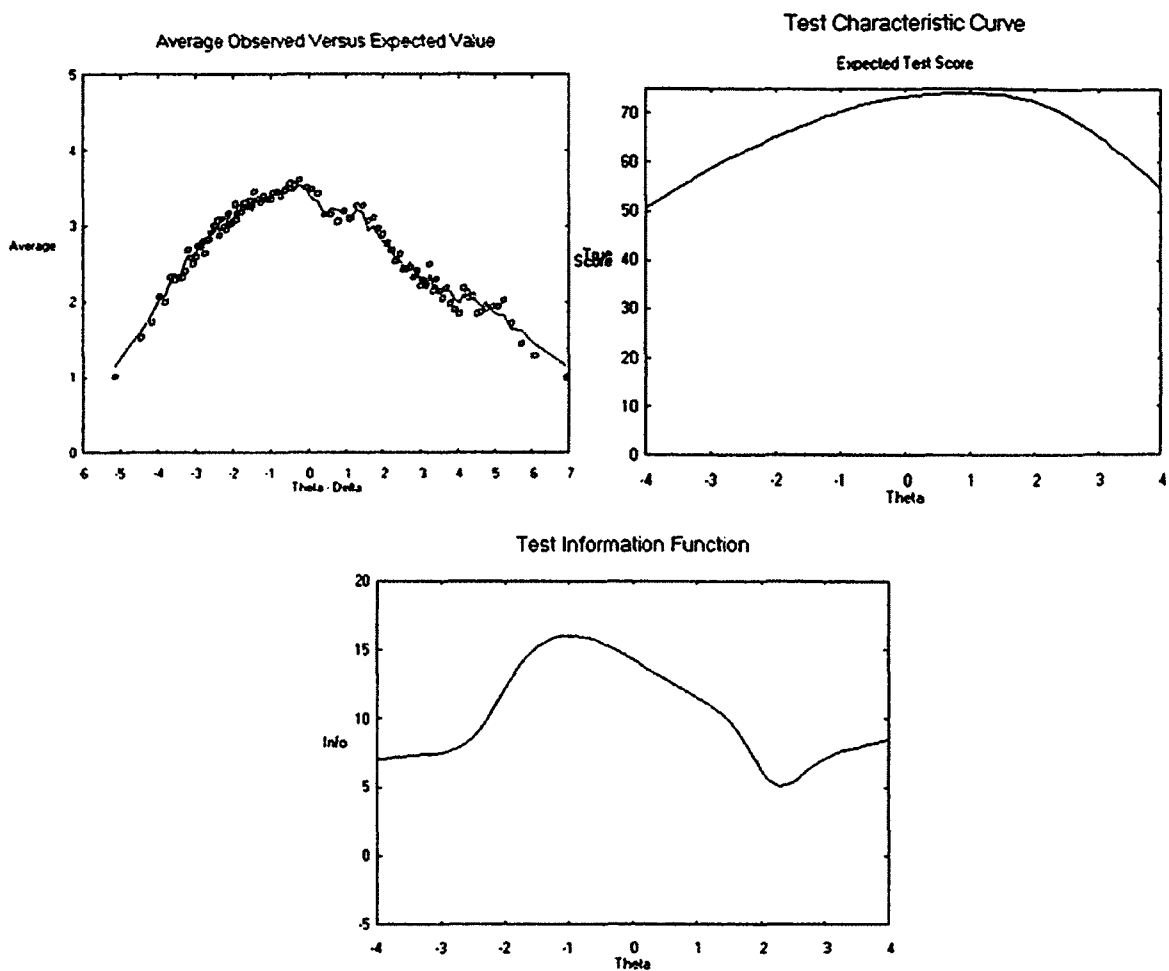 Average Observed Versus Expected Value
5
4
3
2
1
0
Average
-6 -5 -4 -3 -2 -1 0 1 2 3 4 5 6 7
Theta - Delta
Test Characteristic Curve
Expected Test Score
70
60
50
40
30
20
10
0
True
Score
-4 -3 -2 -1 0 1 2 3 4
Theta
Test Information Function
20
15
10
5
0
-5
Info
-4 -3 -2 -1 0 1 2 3 4
Theta